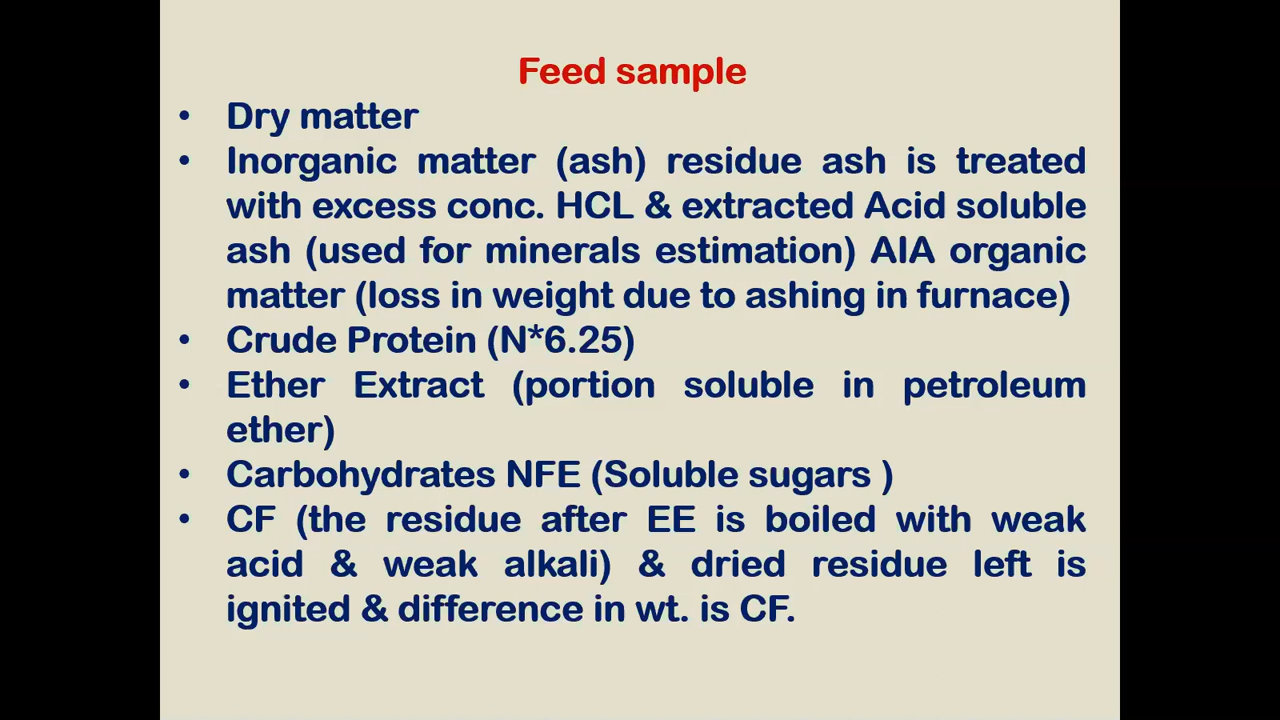 Feed sample
• Dry matter
• Inorganic matter (ash) residue ash is treated
with excess conc. HCL & extracted Acid soluble
ash (used for minerals estimation) AIA organic
matter (loss in weight due to ashing in furnace)
• Crude Protein (N*6.25)
• Ether Extract (portion soluble in petroleum
ether)
• Carbohydrates NFE (Soluble sugars )
• CF (the residue after EE is boiled with weak
acid & weak alkali) & dried residue left is
ignited & difference in wt. is CF.